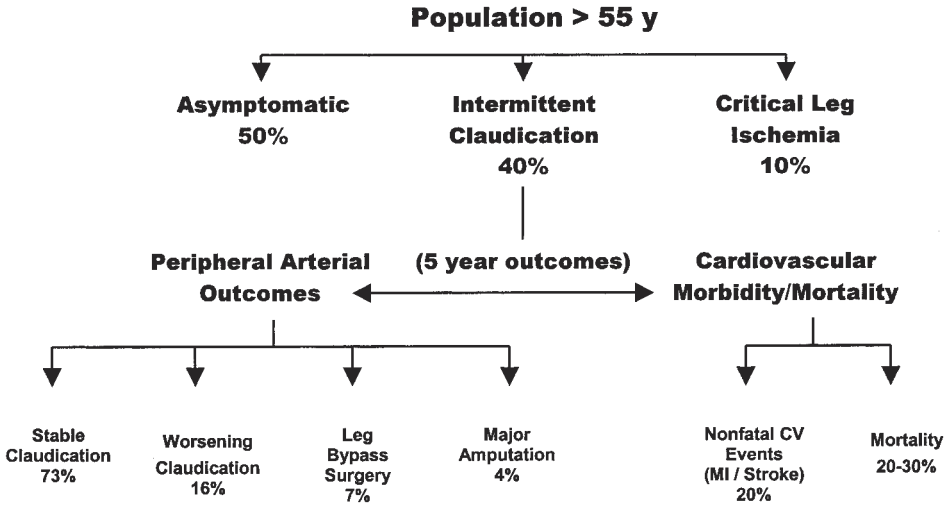 Population > 55 y
Asymptomatic
50%
Intermittent
Claudication
40%
Critical Leg
Ischemia
10%
Peripheral Arterial
Outcomes
(5 year outcomes)
Cardiovascular
Morbidity/Mortality
Stable
Claudication
73%
Worsening
Claudication
16%
Leg
Bypass
Surgery
7%
Major
Amputation
4%
Nonfatal CV
Events
(MI / Stroke)
20%
Mortality
20-30%